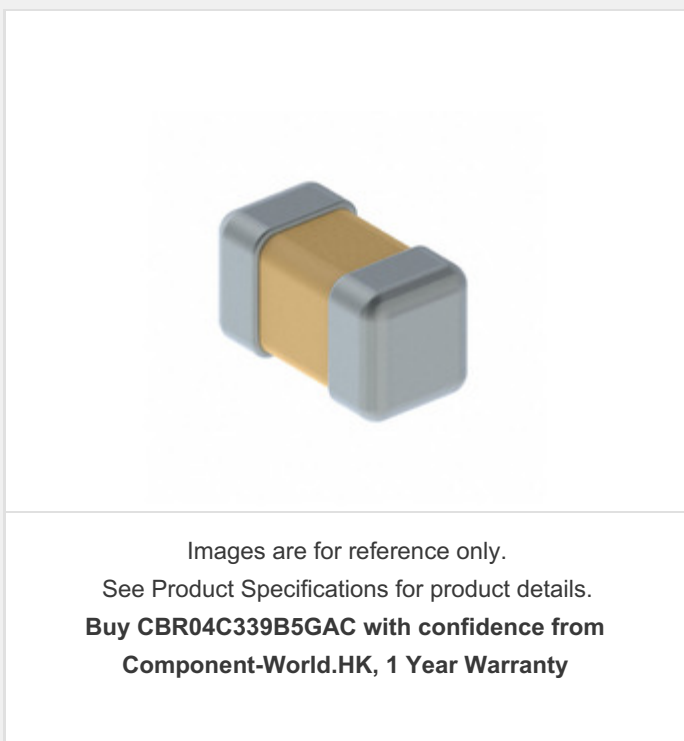 Images are for reference only.
See Product Specifications for product details.
Buy CBR04C339B5GAC with confidence from
Component-World.HK, 1 Year Warranty